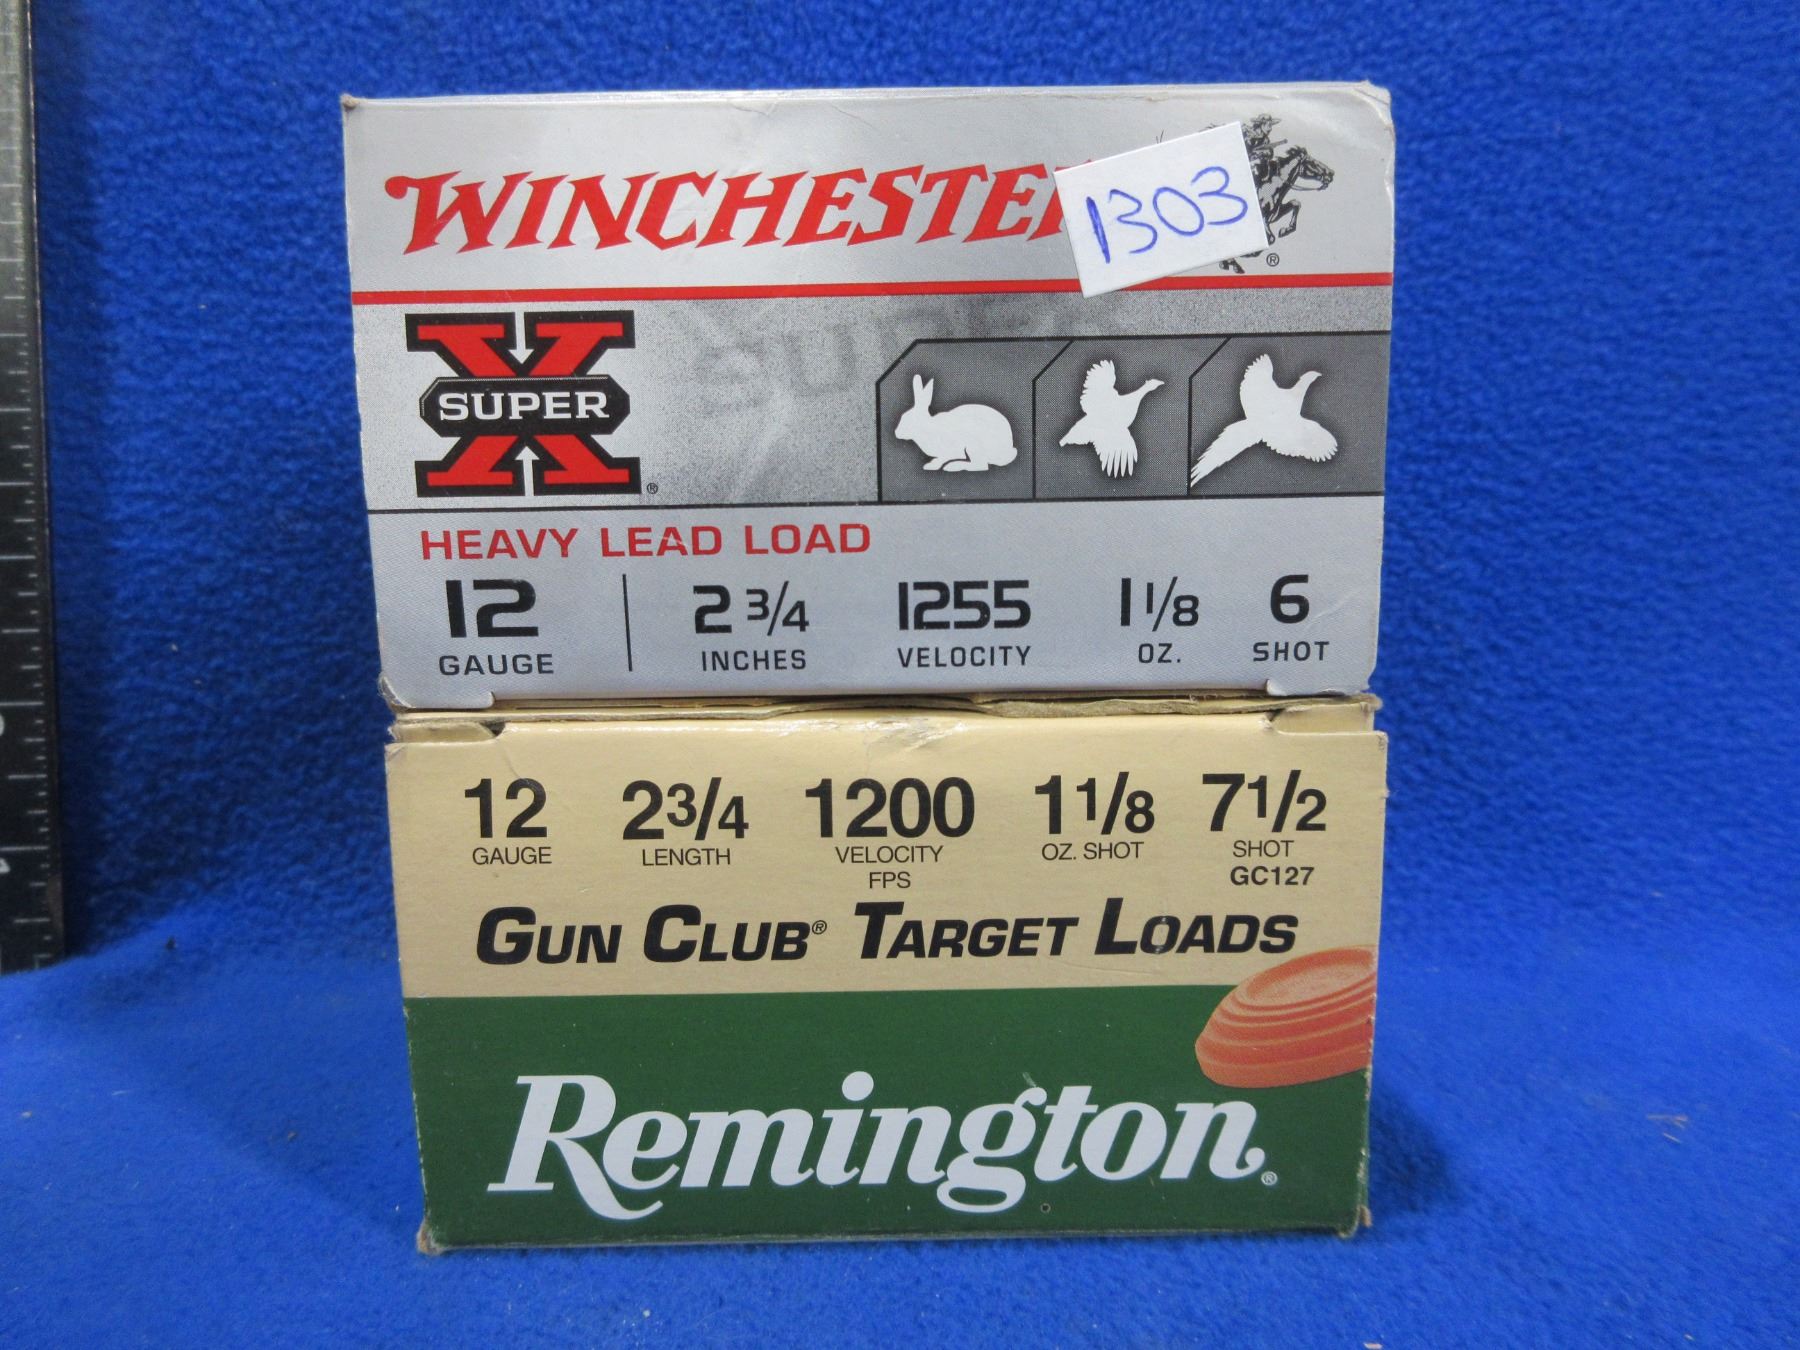 WINCHESTER
1303
®
SUPER X
®
HEAVY LEAD LOAD
12 2 3/4 1255 1 1/8 6
GAUGE INCHES VELOCITY OZ. SHOT
12 2 3/4 1200 1 1/8 7 1/2
GAUGE LENGTH VELOCITY OZ. SHOT SHOT
FPS GC127
GUN CLUB® TARGET LOADS
Remington®